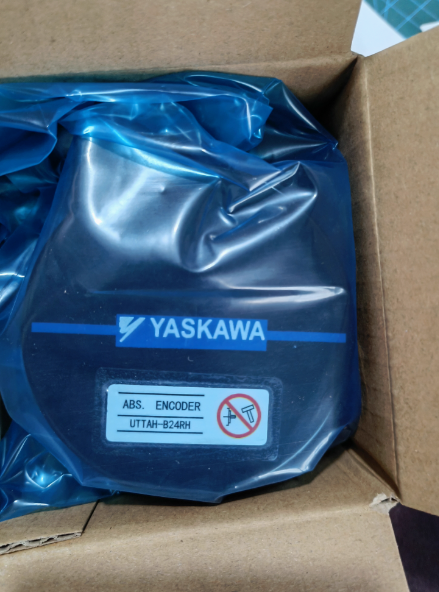 YASKAWA
ABS. ENCODER
UTTAH-B24RH